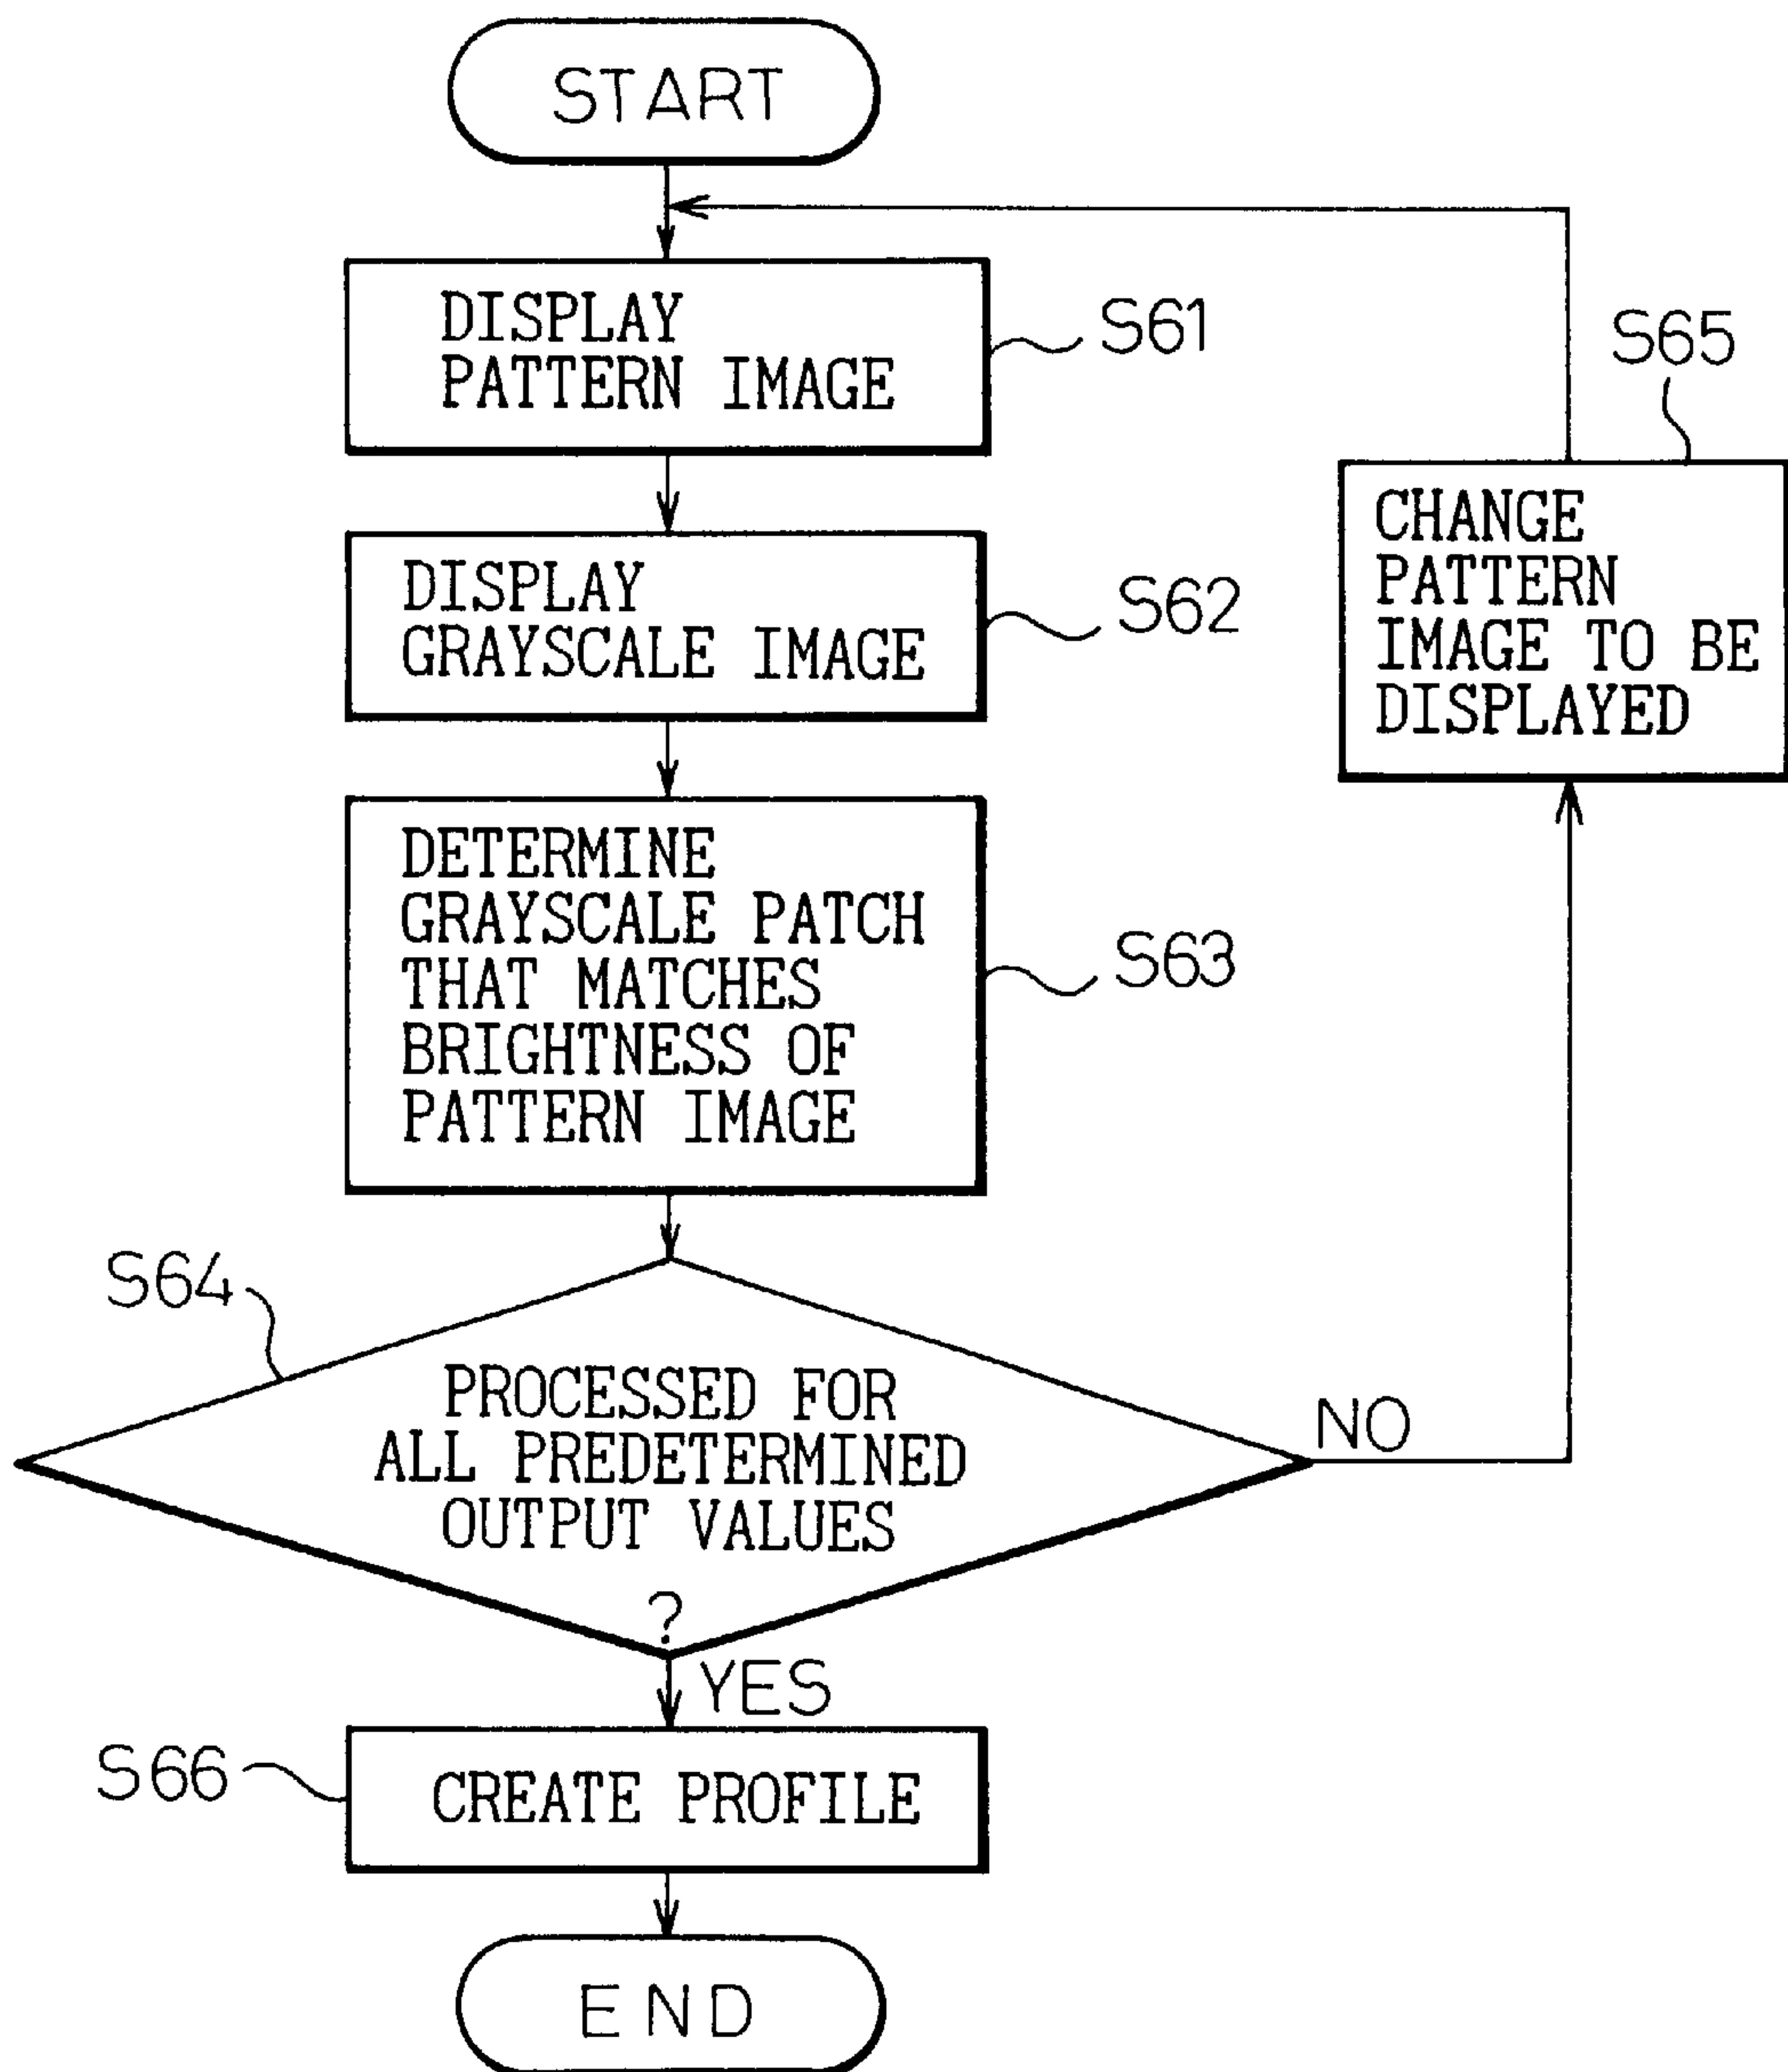 START
DISPLAY
PATTERN IMAGE
S61
DISPLAY
GRAYSCALE IMAGE
S62
S65
CHANGE
PATTERN
IMAGE TO BE
DISPLAYED
DETERMINE
GRAYSCALE PATCH
THAT MATCHES
BRIGHTNESS OF
PATTERN IMAGE
S63
S64
PROCESSED FOR
ALL PREDETERMINED
OUTPUT VALUES
?
NO
YES
S66
CREATE PROFILE
END